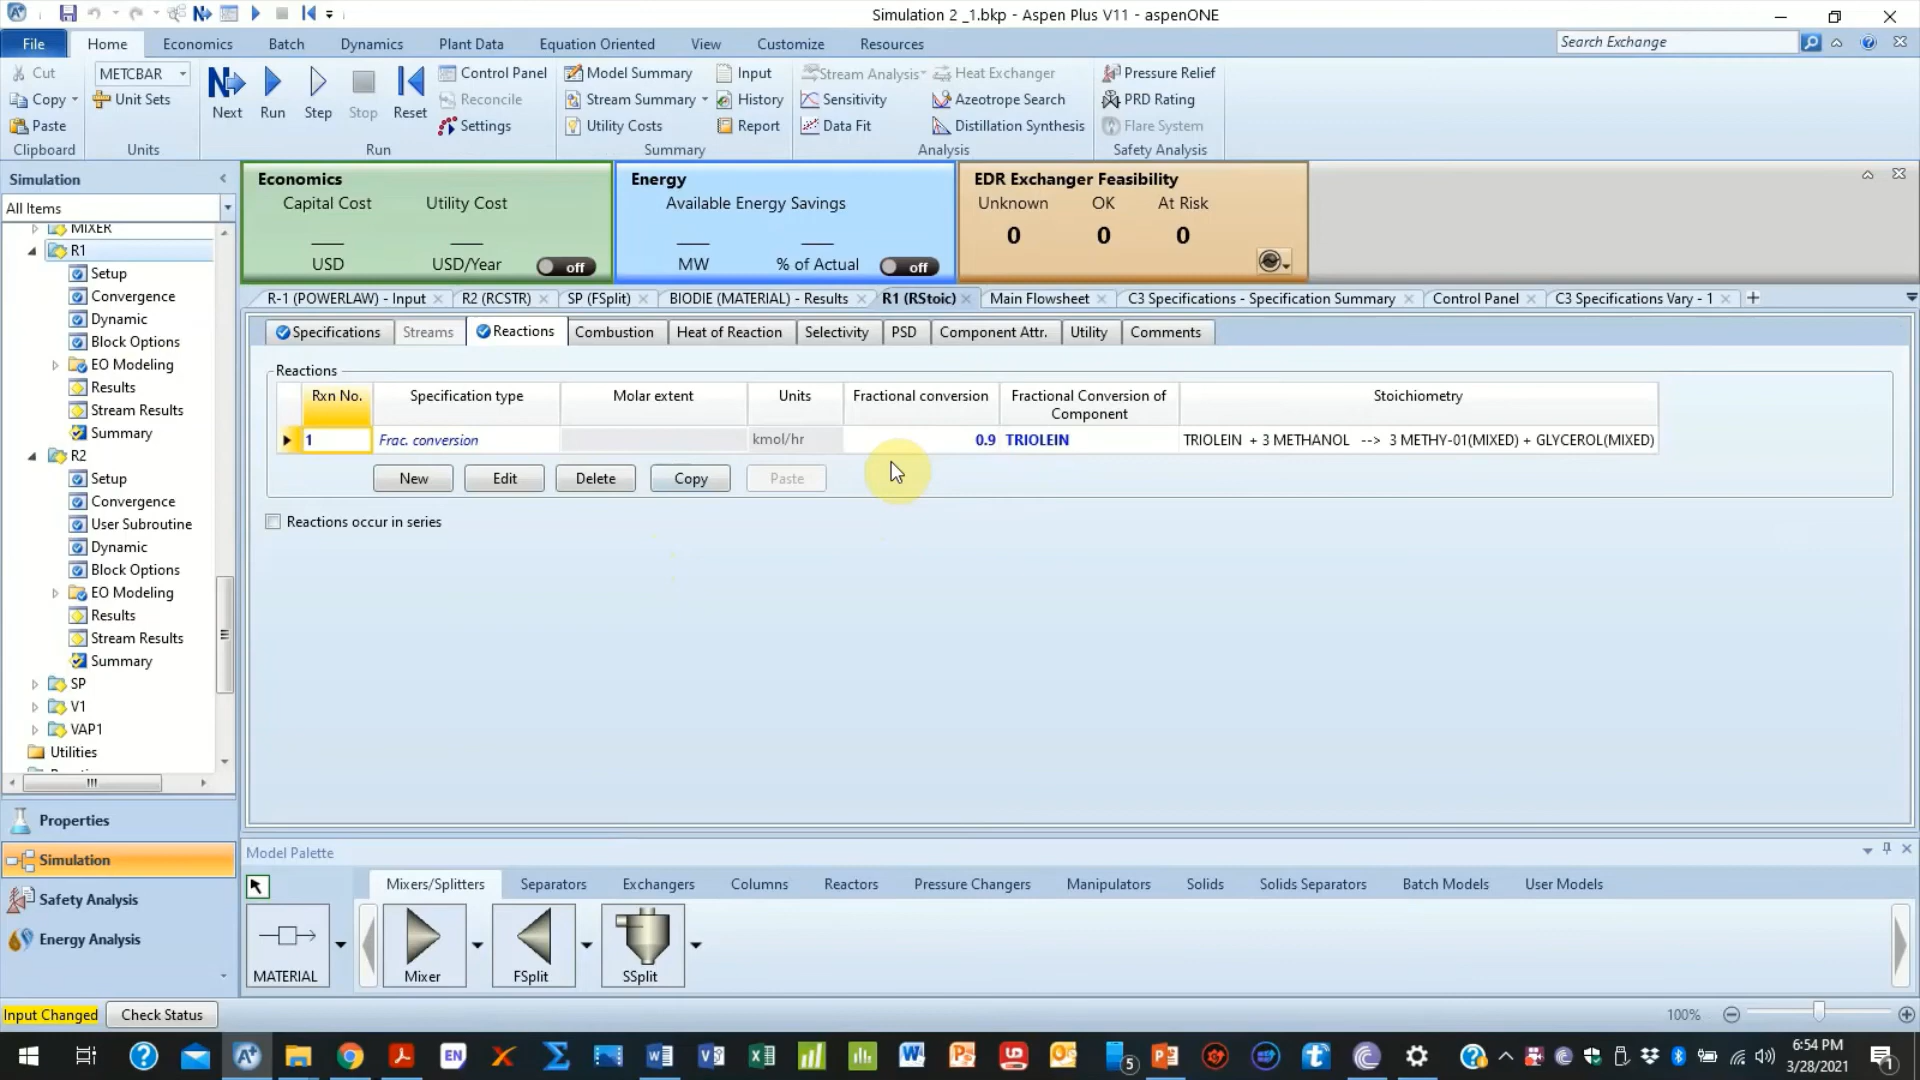 Simulation 2 _1.bkp - Aspen Plus V11 - aspenONE
File Home Economics Batch Dynamics Plant Data Equation Oriented View Customize Resources Search Exchange
Cut METCBAR Control Panel Model Summary Input Stream Analysis Heat Exchanger Pressure Relief
Copy Unit Sets Next Run Step Stop Reset Reconcile Stream Summary History Sensitivity Azeotrope Search PRD Rating
Paste Settings Utility Costs Report Data Fit Distillation Synthesis Flare System
Clipboard Units Run Summary Analysis Safety Analysis
Simulation
All Items
MIXER
R1
Setup
Convergence
Dynamic
Block Options
EO Modeling
Results
Stream Results
Summary
R2
Setup
Convergence
User Subroutine
Dynamic
Block Options
EO Modeling
Results
Stream Results
Summary
SP
V1
VAP1
Utilities
Properties
Simulation
Safety Analysis
Energy Analysis
Economics
Capital Cost Utility Cost
USD USD/Year off
Energy
Available Energy Savings
MW % of Actual off
EDR Exchanger Feasibility
Unknown OK At Risk
0 0 0
R-1 (POWERLAW) - Input R2 (RCSTR) SP (FSplit) BIODIE (MATERIAL) - Results R1 (RStoic) Main Flowsheet C3 Specifications - Specification Summary Control Panel C3 Specifications Vary - 1
Specifications Streams Reactions Combustion Heat of Reaction Selectivity PSD Component Attr. Utility Comments
Reactions
Rxn No. Specification type Molar extent Units Fractional conversion Fractional Conversion of Component Stoichiometry
1 Frac. conversion kmol/hr 0.9 TRIOLEIN TRIOLEIN + 3 METHANOL --> 3 METHY-01(MIXED) + GLYCEROL(MIXED)
New Edit Delete Copy Paste
Reactions occur in series
Model Palette
Mixers/Splitters Separators Exchangers Columns Reactors Pressure Changers Manipulators Solids Solids Separators Batch Models User Models
MATERIAL Mixer FSplit SSplit
Input Changed Check Status 100%
6:54 PM
3/28/2021